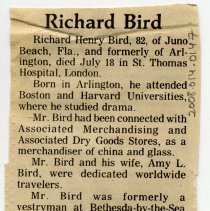 Richard Bird
Richard Henry Bird, 82, of Juno
Beach, Fla., and formerly of Arl-
ington, died July 18 in St. Thomas
Hospital, London.
Born in Arlington, he attended
Boston and Harvard Universities,
where he studied drama.
Mr. Bird had been connected with
Associated Merchandising and
Associated Dry Goods Stores, as a
merchandiser of china and glass.
Mr. Bird and his wife, Amy L.
Bird, were dedicated worldwide
travelers.
Mr. Bird was formerly a
vestryman at Bethesda-by-the-Sea
2008.014.0147